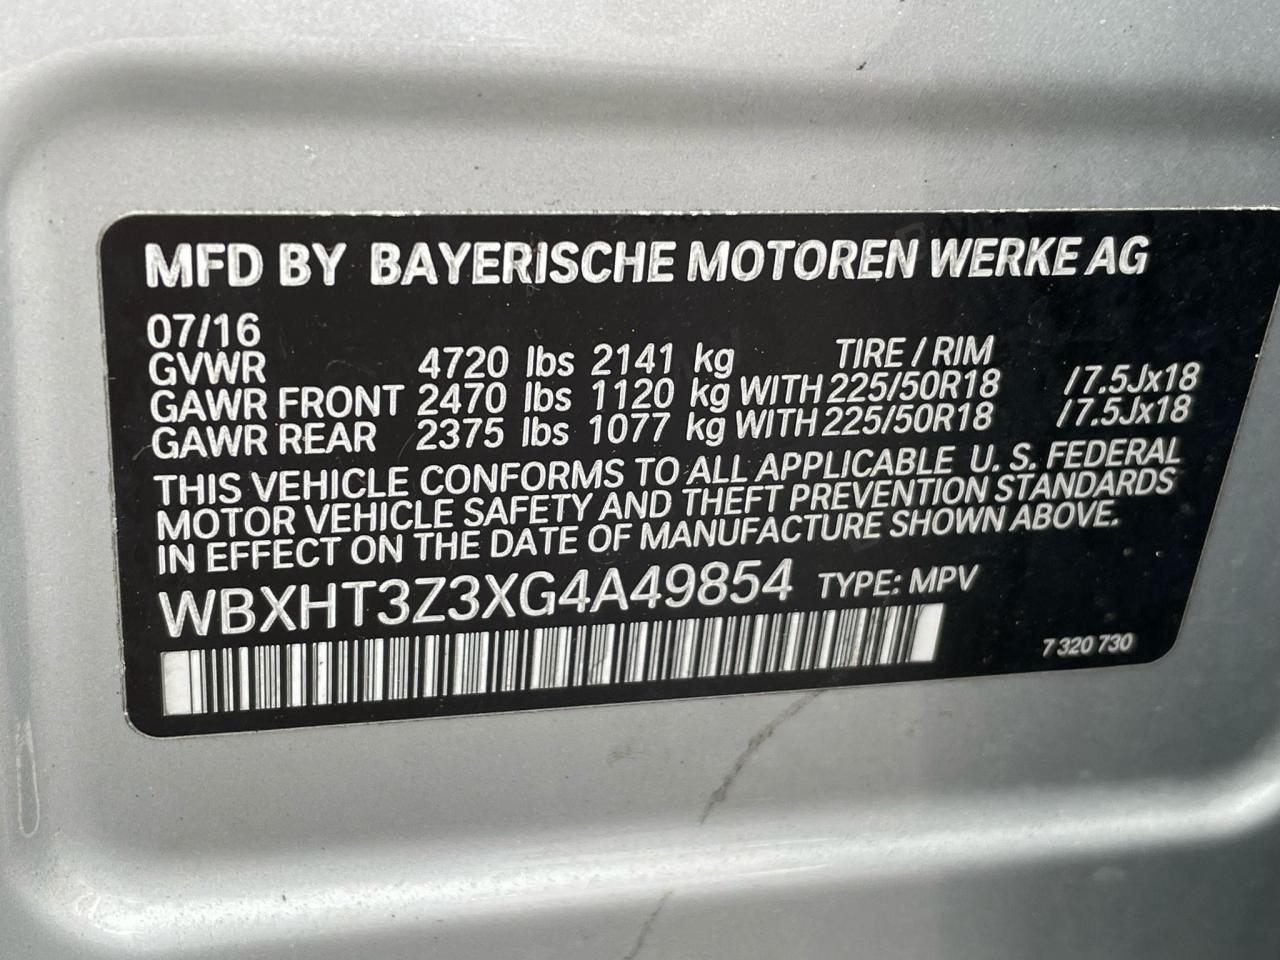 MFD BY BAYERISCHE MOTOREN WERKE AG
07/16
GVWR 4720 lbs 2141 kg TIRE / RIM
GAWR FRONT 2470 lbs 1120 kg WITH 225/50R18 /7.5Jx18
GAWR REAR 2375 lbs 1077 kg WITH 225/50R18 /7.5Jx18
THIS VEHICLE CONFORMS TO ALL APPLICABLE U. S. FEDERAL
MOTOR VEHICLE SAFETY AND THEFT PREVENTION STANDARDS
IN EFFECT ON THE DATE OF MANUFACTURE SHOWN ABOVE.
WBXHT3Z3XG4A49854 TYPE: MPV
7 320 730